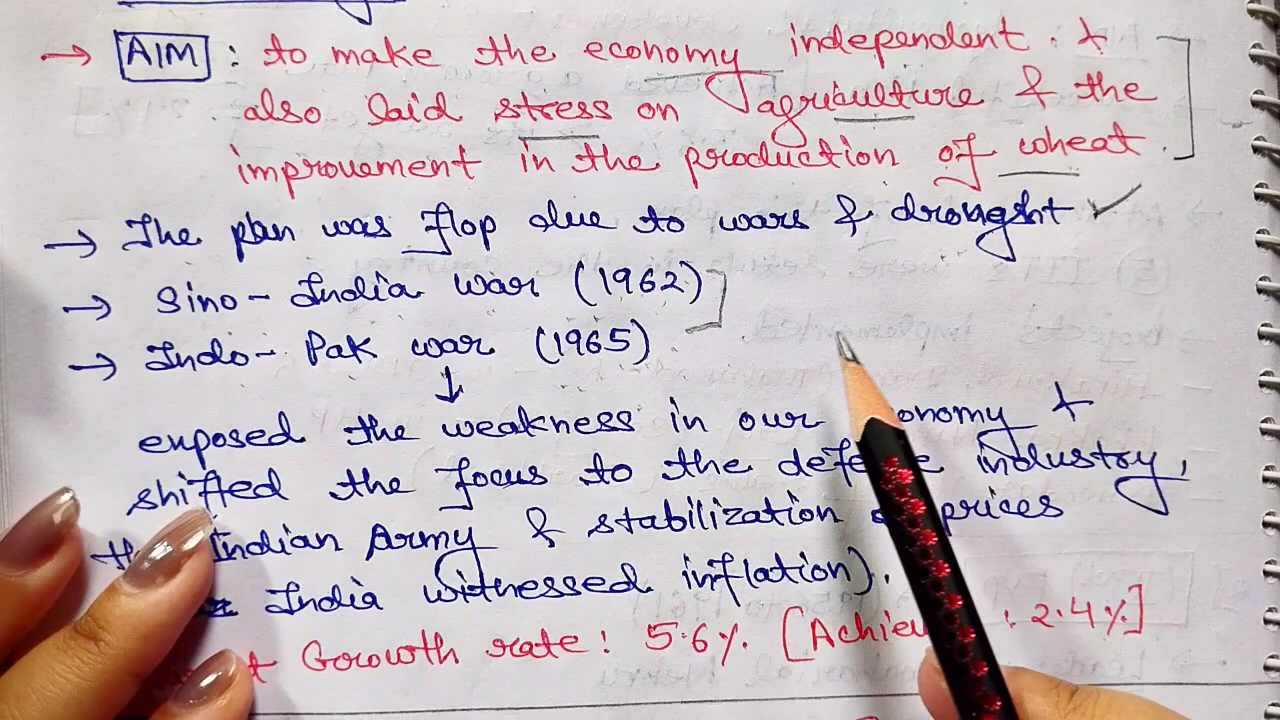 → AIM : to make the economy independent. &
also laid stress on agriculture & the
improvement in the production of wheat.
→ The plan was flop due to wars & drought ✓
→ Sino-India war (1962)
→ Indo-Pak war (1965)
↓
exposed the weakness in our onomy &
shifted the focus to the defe e industry,
Indian Army & stabilization prices
India witnessed inflation).
Growth rate: 5.6%. [Achie : 2.4%]